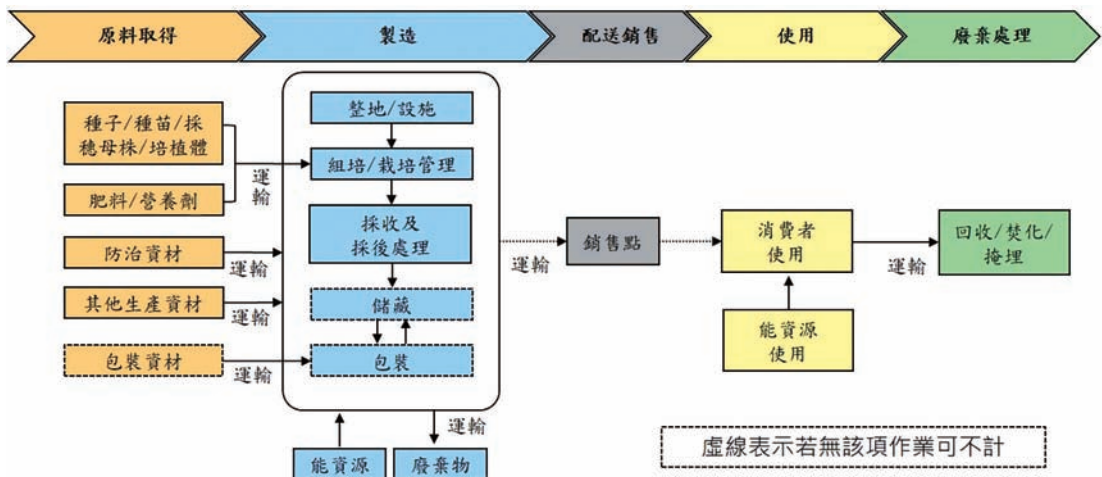 原料取得
製造
配送銷售
使用
廢棄處理
種子/種苗/採
穗母株/培植體
肥料/營養劑
運
輸
防治資材
運輸
其他生產資材
運輸
包裝資材
運輸
整地/設施
組培/栽培管理
採收及
採後處理
儲藏
包裝
能資源
廢棄物
運輸
運輸
銷售點
消費者
使用
能資源
使用
運輸
回收/焚化/
掩埋
虛線表示若無該項作業可不計